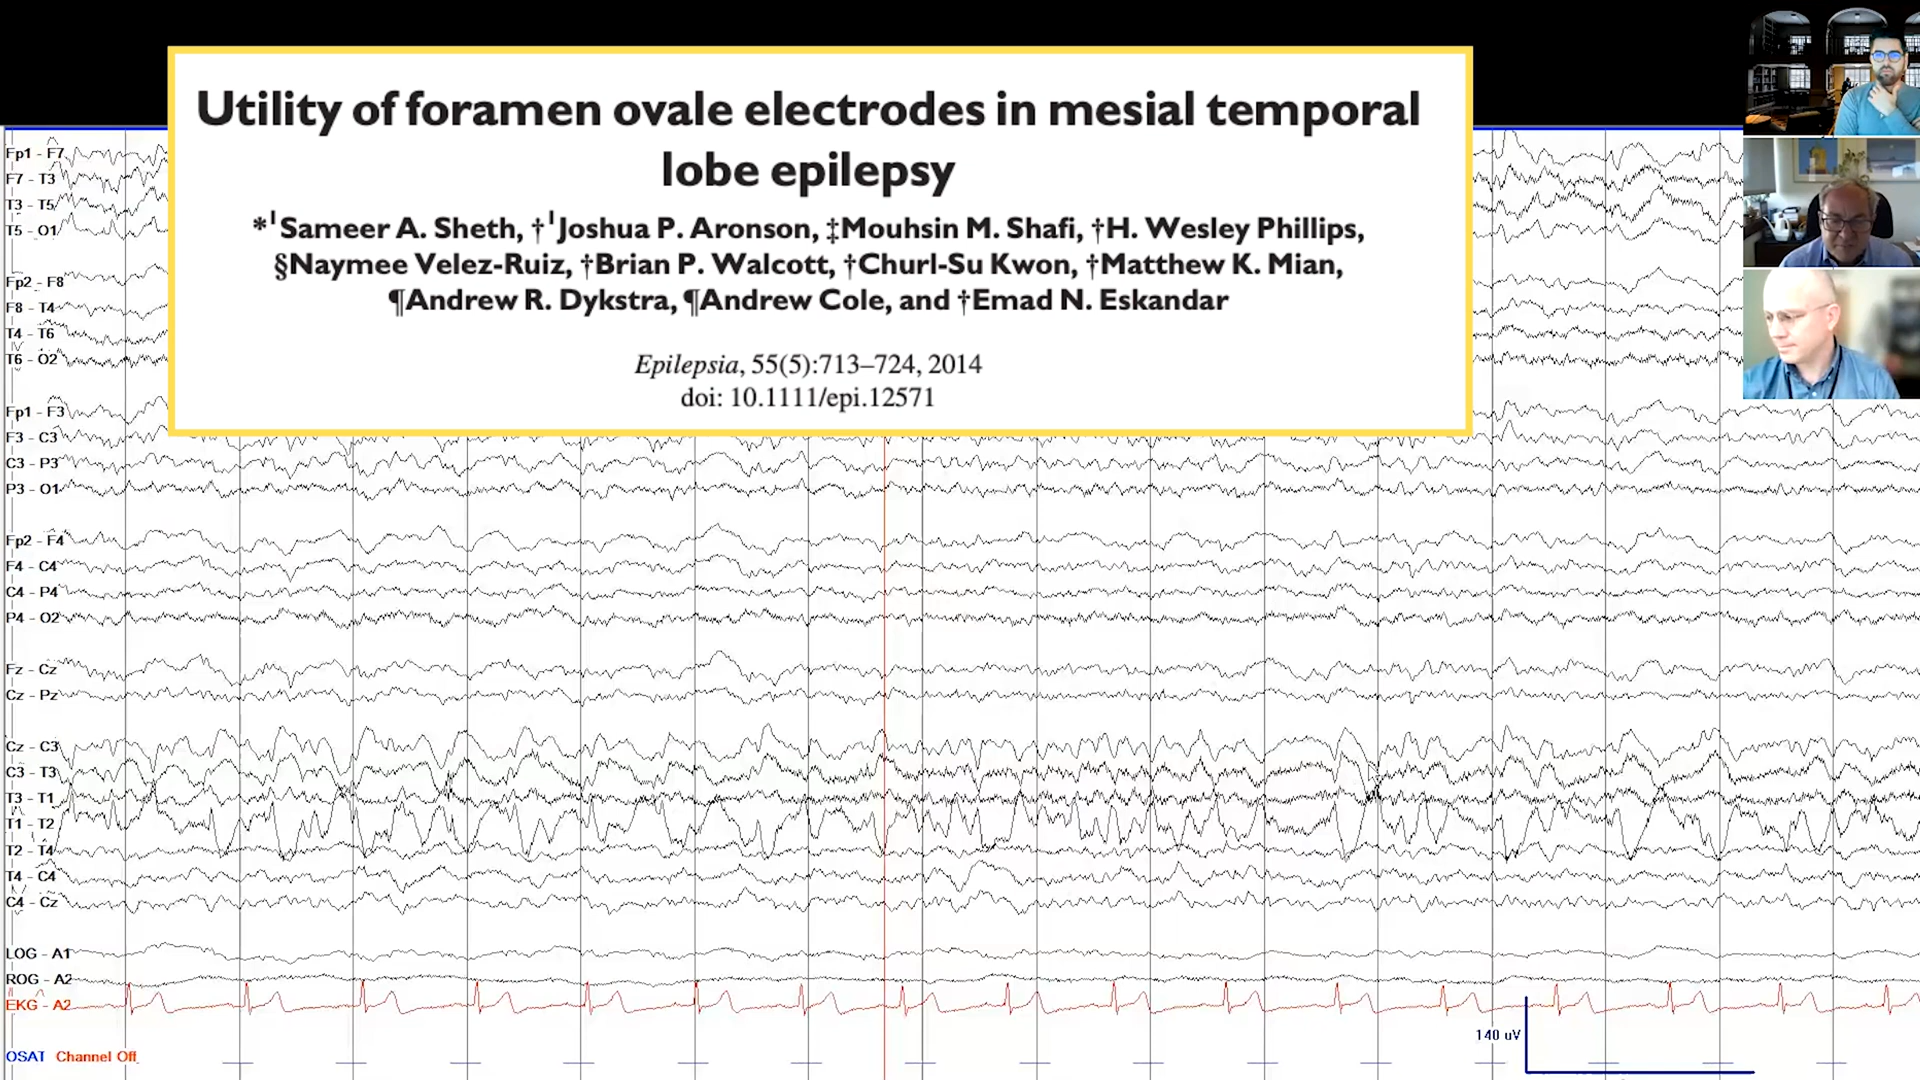 Utility of foramen ovale electrodes in mesial temporal
lobe epilepsy
*¹Sameer A. Sheth, †¹Joshua P. Aronson, ‡Mouhsin M. Shafi, †H. Wesley Phillips,
§Naymee Velez-Ruiz, †Brian P. Walcott, †Churl-Su Kwon, †Matthew K. Mian,
¶Andrew R. Dykstra, ¶Andrew Cole, and †Emad N. Eskandar
Epilepsia, 55(5):713–724, 2014
doi: 10.1111/epi.12571
Fp1 - F7
F7 - T3
T3 - T5
T5 - O1
Fp2 - F8
F8 - T4
T4 - T6
T6 - O2
Fp1 - F3
F3 - C3
C3 - P3
P3 - O1
Fp2 - F4
F4 - C4
C4 - P4
P4 - O2
Fz - Cz
Cz - Pz
Cz - C3
C3 - T3
T3 - T1
T1 - T2
T2 - T4
T4 - C4
C4 - Cz
LOG - A1
ROG - A2
EKG - A2
140 uV
OSAT Channel Off